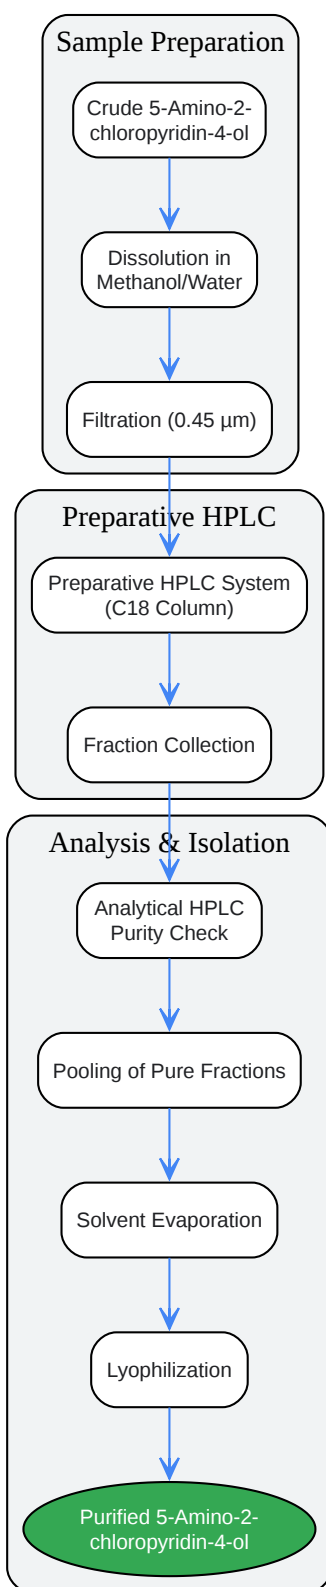 Sample Preparation
Crude 5-Amino-2-
chloropyridin-4-ol
Dissolution in
Methanol/Water
Filtration (0.45 µm)
Preparative HPLC
Preparative HPLC System
(C18 Column)
Fraction Collection
Analysis & Isolation
Analytical HPLC
Purity Check
Pooling of Pure Fractions
Solvent Evaporation
Lyophilization
Purified 5-Amino-2-
chloropyridin-4-ol